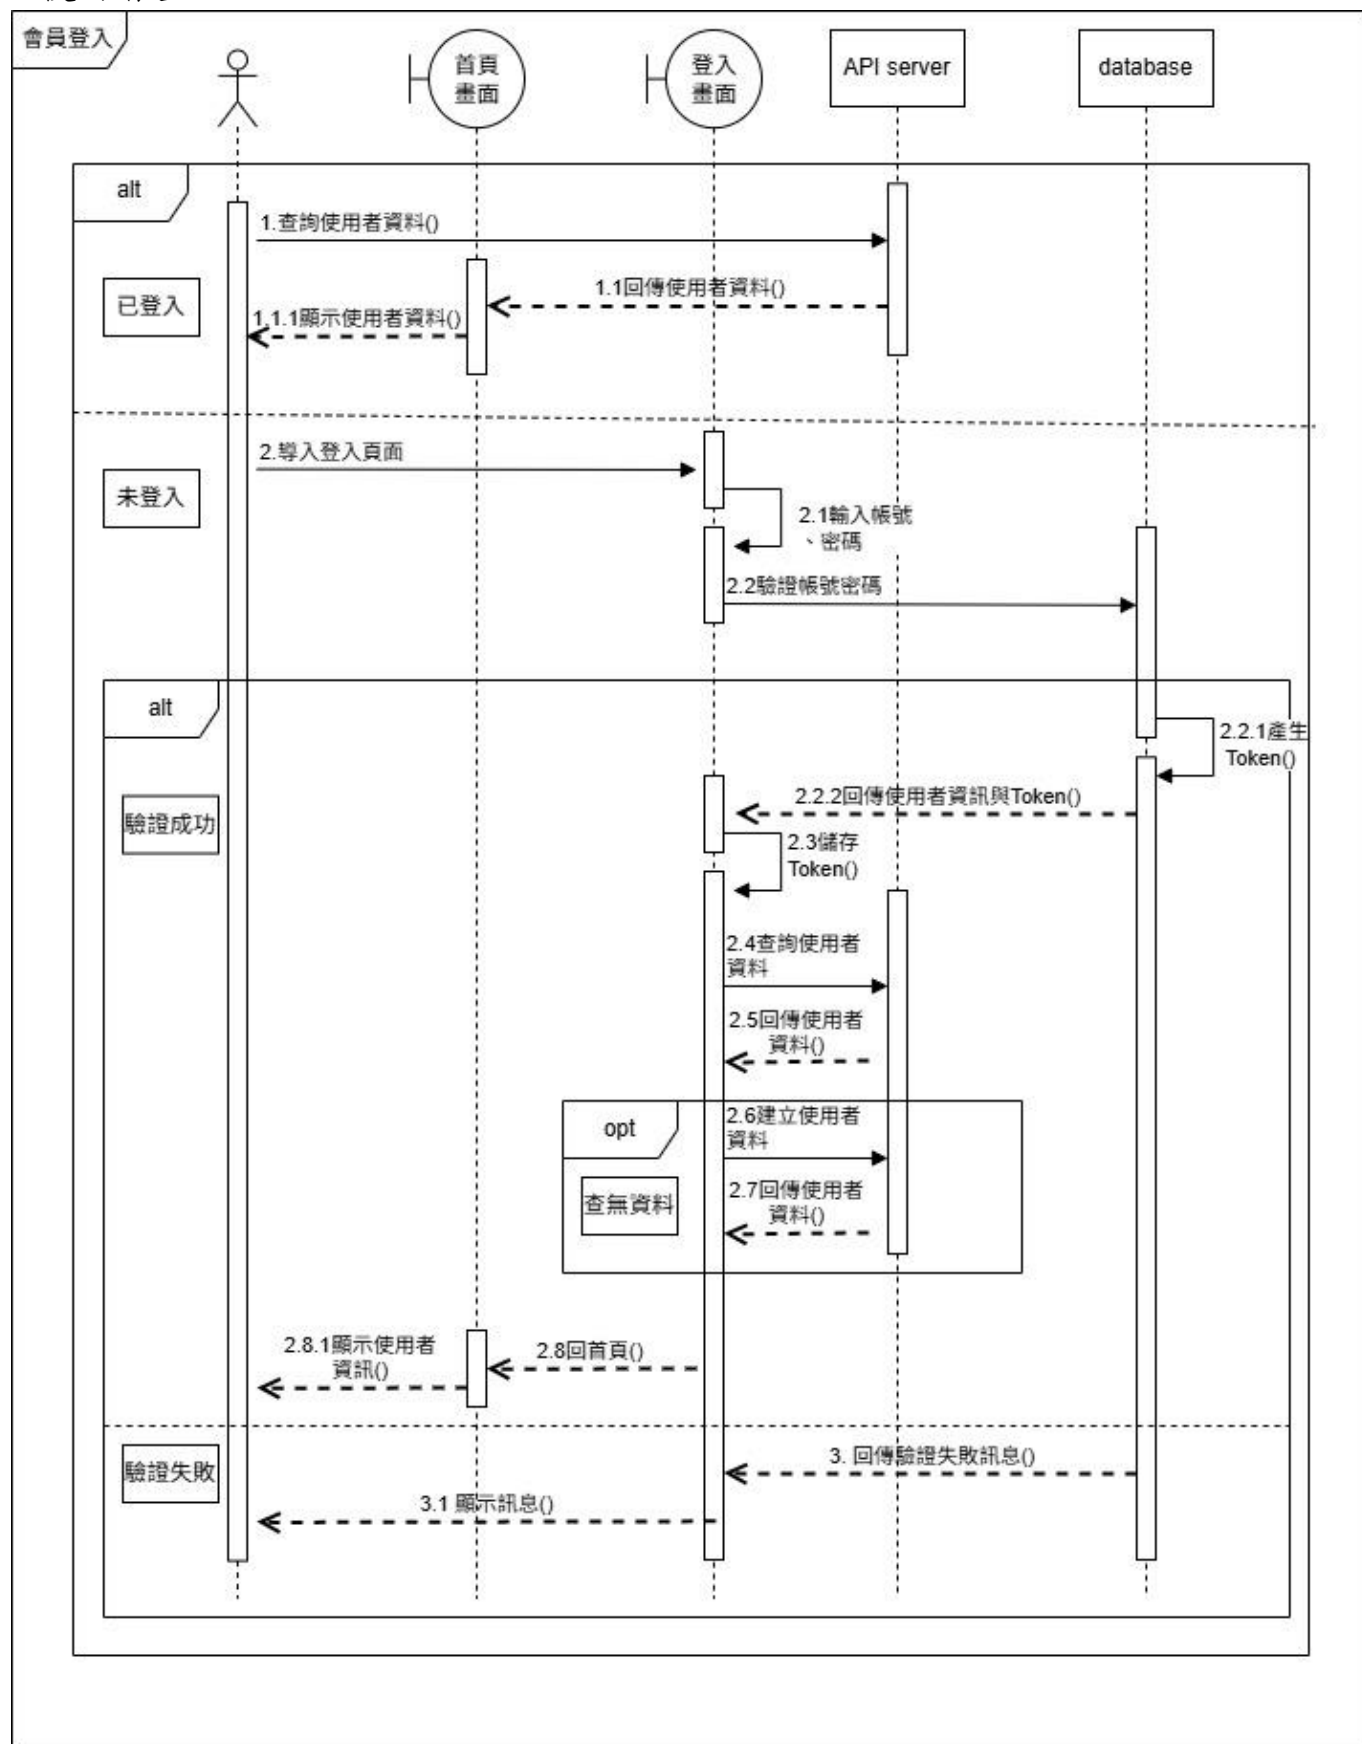 會員登入
首頁
畫面
登入
畫面
API server
database
alt
1.查詢使用者資料()
已登入
1.1回傳使用者資料()
1.1.1顯示使用者資料()
2.導入登入頁面
未登入
2.1輸入帳號
、密碼
2.2驗證帳號密碼
alt
2.2.1產生
Token()
驗證成功
2.2.2回傳使用者資訊與Token()
2.3儲存
Token()
2.4查詢使用者
資料
2.5回傳使用者
資料()
opt
2.6建立使用者
資料
查無資料
2.7回傳使用者
資料()
2.8.1顯示使用者
資訊()
2.8回首頁()
驗證失敗
3. 回傳驗證失敗訊息()
3.1 顯示訊息()